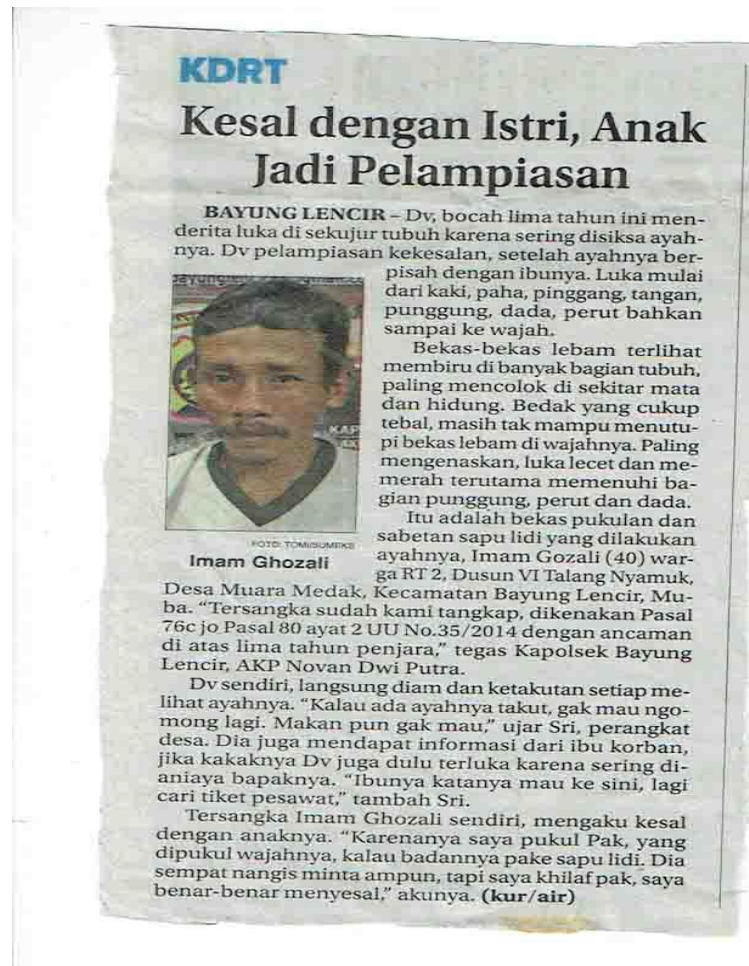 KDRT
Kesal dengan Istri, Anak
Jadi Pelampiasan
BAYUNG LENCIR – Dv, bocah lima tahun ini men-
derita luka di sekujur tubuh karena sering disiksa ayah-
nya. Dv pelampiasan kekesalan, setelah ayahnya ber-
pisah dengan ibunya. Luka mulai
dari kaki, paha, pinggang, tangan,
punggung, dada, perut bahkan
sampai ke wajah.
Bekas-bekas lebam terlihat
membiru di banyak bagian tubuh,
paling mencolok di sekitar mata
dan hidung. Bedak yang cukup
tebal, masih tak mampu menutu-
pi bekas lebam di wajahnya. Paling
mengenaskan, luka lecet dan me-
merah terutama memenuhi ba-
gian punggung, perut dan dada.
Itu adalah bekas pukulan dan
sabetan sapu lidi yang dilakukan
ayahnya, Imam Gozali (40) war-
ga RT 2, Dusun VI Talang Nyamuk,
FOTO: TOMI/SUMEKS
Imam Ghozali
Desa Muara Medak, Kecamatan Bayung Lencir, Mu-
ba. “Tersangka sudah kami tangkap, dikenakan Pasal
76c jo Pasal 80 ayat 2 UU No.35/2014 dengan ancaman
di atas lima tahun penjara,” tegas Kapolsek Bayung
Lencir, AKP Novan Dwi Putra.
Dv sendiri, langsung diam dan ketakutan setiap me-
lihat ayahnya. “Kalau ada ayahnya takut, gak mau ngo-
mong lagi. Makan pun gak mau,” ujar Sri, perangkat
desa. Dia juga mendapat informasi dari ibu korban,
jika kakaknya Dv juga dulu terluka karena sering di-
aniaya bapaknya. “Ibunya katanya mau ke sini, lagi
cari tiket pesawat,” tambah Sri.
Tersangka Imam Ghozali sendiri, mengaku kesal
dengan anaknya. “Karenanya saya pukul Pak, yang
dipukul wajahnya, kalau badannya pake sapu lidi. Dia
sempat nangis minta ampun, tapi saya khilaf pak, saya
benar-benar menyesal,” akunya. (kur/air)